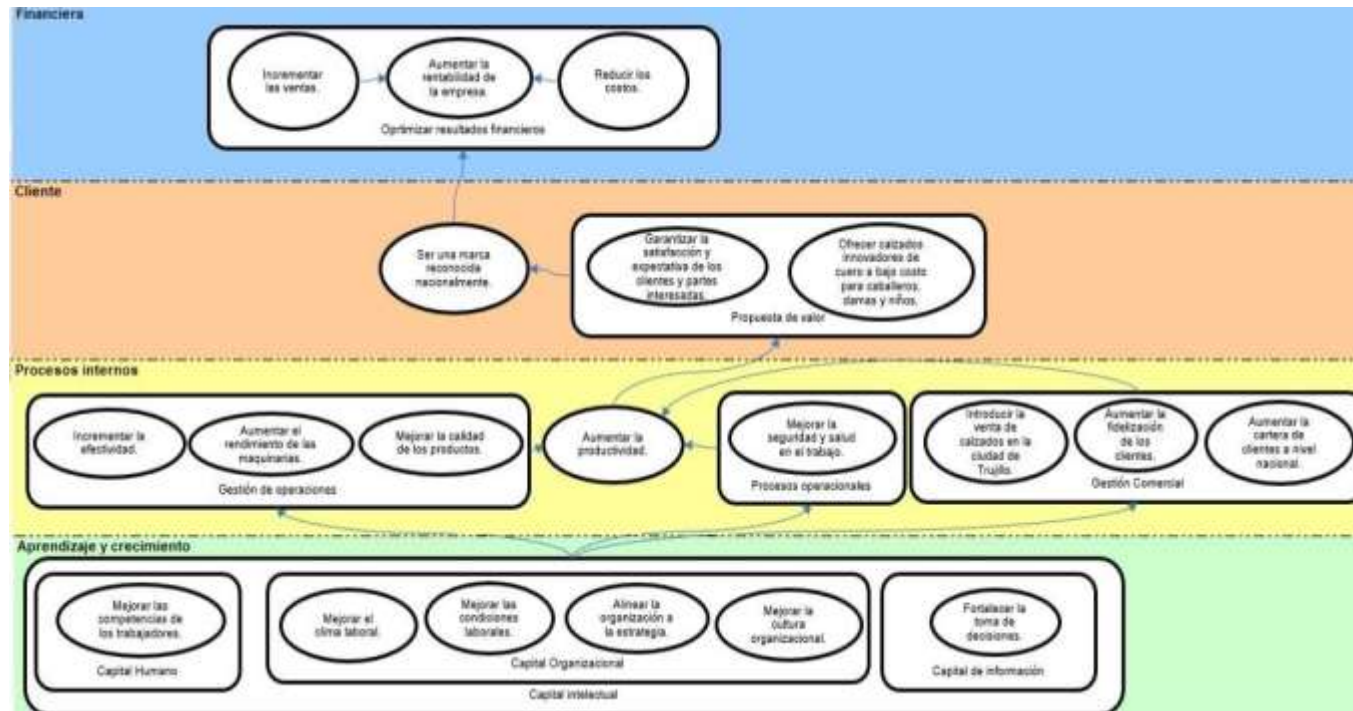 Financiera
Incrementar
las ventas.
Aumentar la
rentabilidad de
la empresa.
Reducir los
costos.
Optimizar resultados financieros
Cliente
Ser una marca
reconocida
nacionalmente.
Garantizar la
satisfacción y
expectativa de los
clientes y partes
interesadas.
Ofrecer calzados
innovadores de
cuero a bajo costo
para caballeros,
damas y niños.
Propuesta de valor
Procesos internos
Incrementar la
efectividad.
Aumentar el
rendimiento de las
maquinarias.
Mejorar la calidad
de los productos.
Gestión de operaciones
Aumentar la
productividad.
Mejorar la
seguridad y salud
en el trabajo.
Procesos operacionales
Introducir la
venta de
calzados en la
ciudad de
Trujillo.
Aumentar la
fidelización
de los
clientes.
Aumentar la
cartera de
clientes a nivel
nacional.
Gestión Comercial
Aprendizaje y crecimiento
Mejorar las
competencias de
los trabajadores.
Capital Humano
Mejorar el
clima laboral.
Mejorar las
condiciones
laborales.
Alinear la
organización a
la estrategia.
Mejorar la
cultura
organizacional.
Capital Organizacional
Fortalecer la
toma de
decisiones.
Capital de información
Capital intelectual